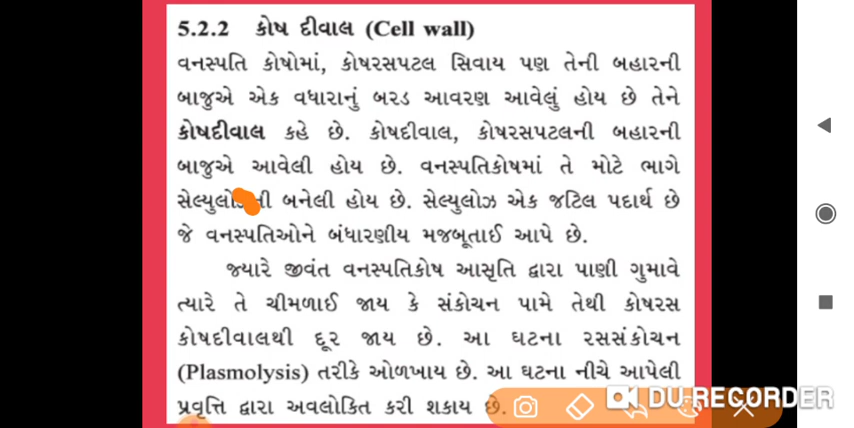 5.2.2 કોષ દીવાલ (Cell wall)
વનસ્પતિ કોષોમાં, કોષરસપટલ સિવાય પણ તેની બહારની
બાજુએ એક વધારાનું બરડ આવરણ આવેલું હોય છે તેને
કોષદીવાલ કહે છે. કોષદીવાલ, કોષરસપટલની બહારની
બાજુએ આવેલી હોય છે. વનસ્પતિકોષમાં તે મોટે ભાગે
બનેલી હોય છે. સેલ્યુલોઝ એક જટિલ પદાર્થ છે
જે વનસ્પતિઓને બંધારણીય મજબૂતાઈ આપે છે.
જ્યારે જીવંત વનસ્પતિકોષ આસૃતિ દ્વારા પાણી ગુમાવે
ત્યારે તે ચીમળાઈ જાય કે સંકોચન પામે તેથી કોષરસ
કોષદીવાલથી દૂર જાય છે. આ ઘટના રસસંકોચન
(Plasmolysis) તરીકે ઓળખાય છે. આ ઘટના નીચે આપેલી
પ્રવૃત્તિ દ્વારા અવલોકિત કરી શકાય છે.
DU RECORDER